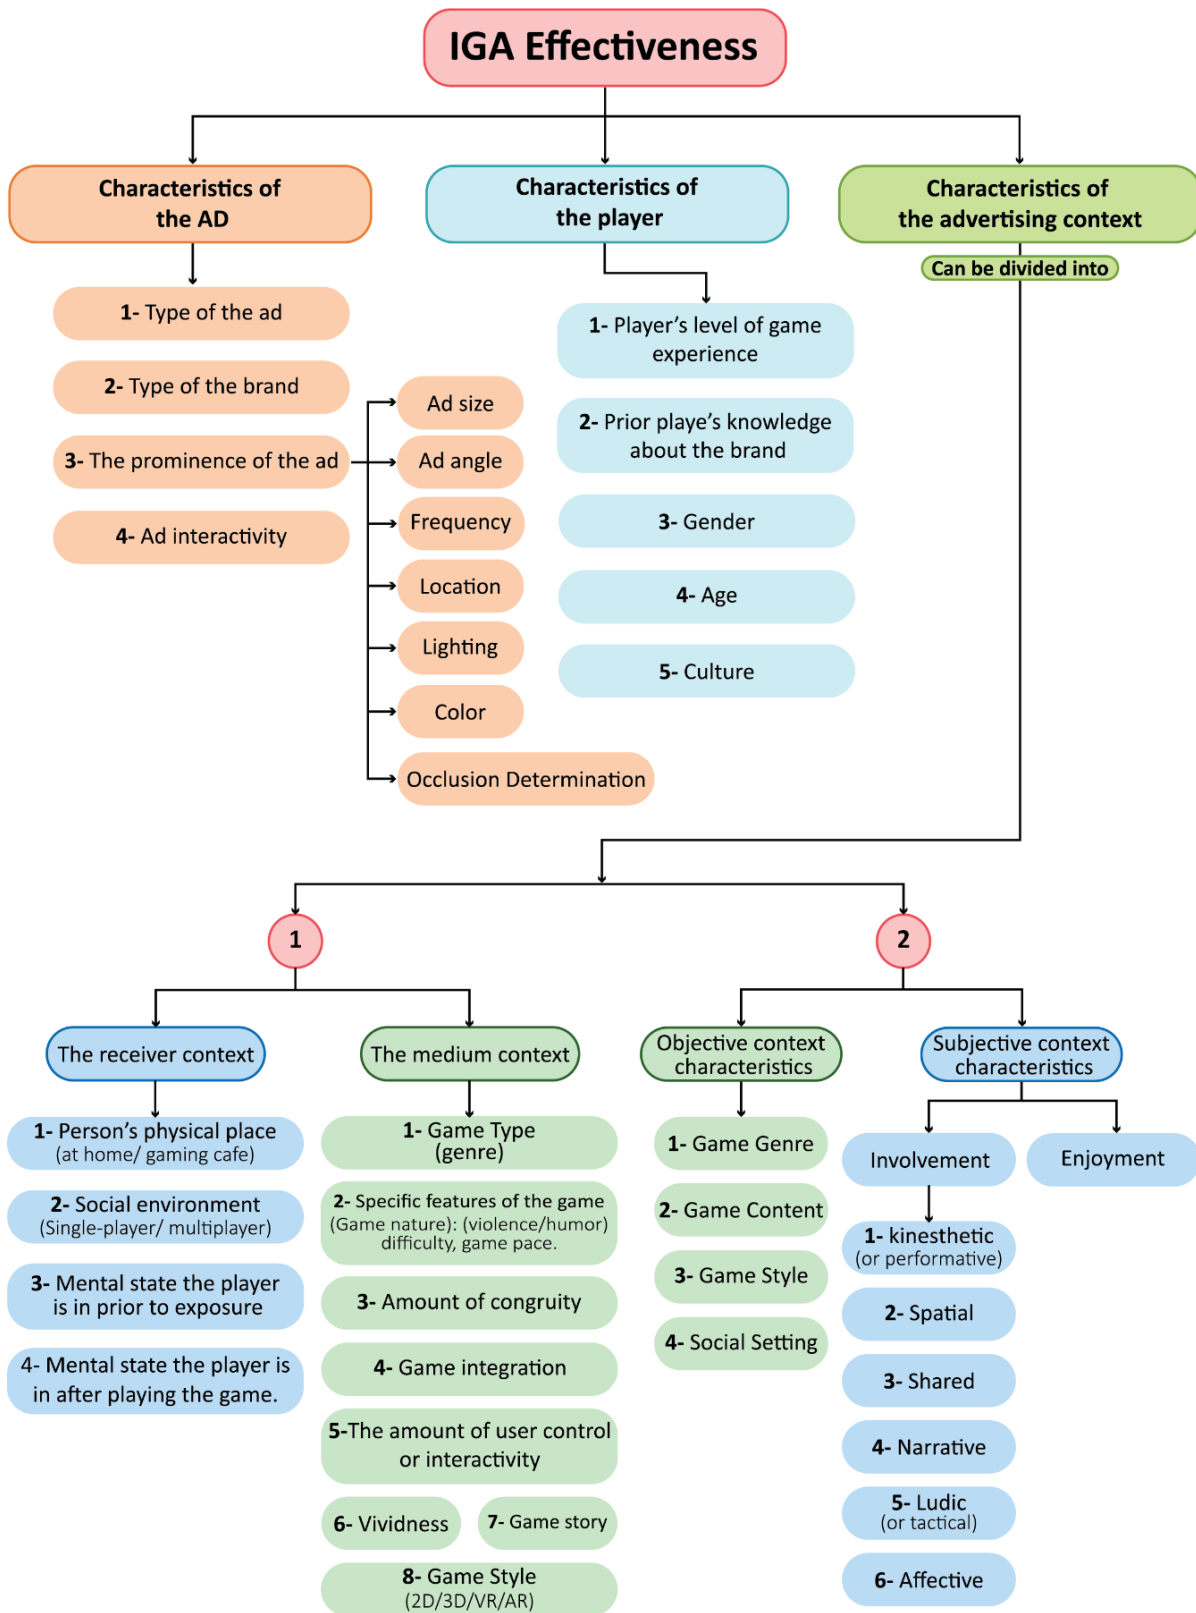 IGA Effectiveness
Characteristics of
the AD
1- Type of the ad
2- Type of the brand
3- The prominence of the ad
4- Ad interactivity
Ad size
Ad angle
Frequency
Location
Lighting
Color
Occlusion Determination
Characteristics of
the player
1- Player's level of game
experience
2- Prior playe's knowledge
about the brand
3- Gender
4- Age
5- Culture
Characteristics of
the advertising context
Can be divided into
1
The receiver context
1- Person's physical place
(at home/ gaming cafe)
2- Social environment
(Single-player/ multiplayer)
3- Mental state the player
is in prior to exposure
4- Mental state the player is
in after playing the game.
The medium context
1- Game Type
(genre)
2- Specific features of the game
(Game nature): (violence/humor)
difficulty, game pace.
3- Amount of congruity
4- Game integration
5-The amount of user control
or interactivity
6- Vividness
7- Game story
8- Game Style
(2D/3D/VR/AR)
2
Objective context
characteristics
1- Game Genre
2- Game Content
3- Game Style
4- Social Setting
Subjective context
characteristics
Involvement
Enjoyment
1- kinesthetic
(or performative)
2- Spatial
3- Shared
4- Narrative
5- Ludic
(or tactical)
6- Affective